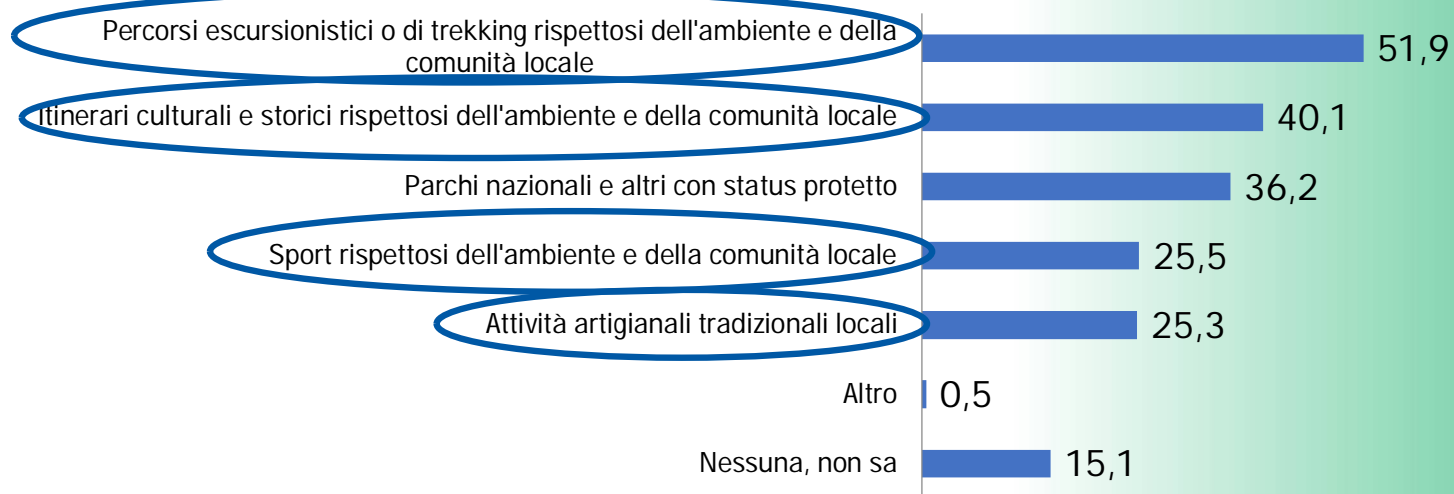 Percorsi escursionistici o di trekking rispettosi dell'ambiente e della
comunità locale
51,9
Itinerari culturali e storici rispettosi dell'ambiente e della comunità locale
40,1
Parchi nazionali e altri con status protetto
36,2
Sport rispettosi dell'ambiente e della comunità locale
25,5
Attività artigianali tradizionali locali
25,3
Altro
0,5
Nessuna, non sa
15,1